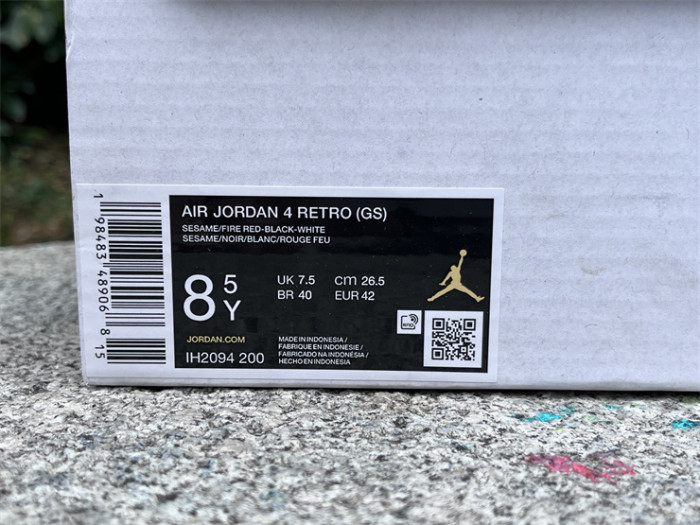 AIR JORDAN 4 RETRO (GS)
SESAME/FIRE RED-BLACK-WHITE
SESAME/NOIR/BLANC/ROUGE FEU
8 5Y
UK 7.5 cm 26.5
BR 40 EUR 42
JORDAN.COM
IH2094 200
MADE IN INDONESIA/
FABRIQUE EN INDONESIE/
FABRICADO NA INDONÉSIA/
HECHO EN INDONESIA
RFID
1 98483 48906 8 15